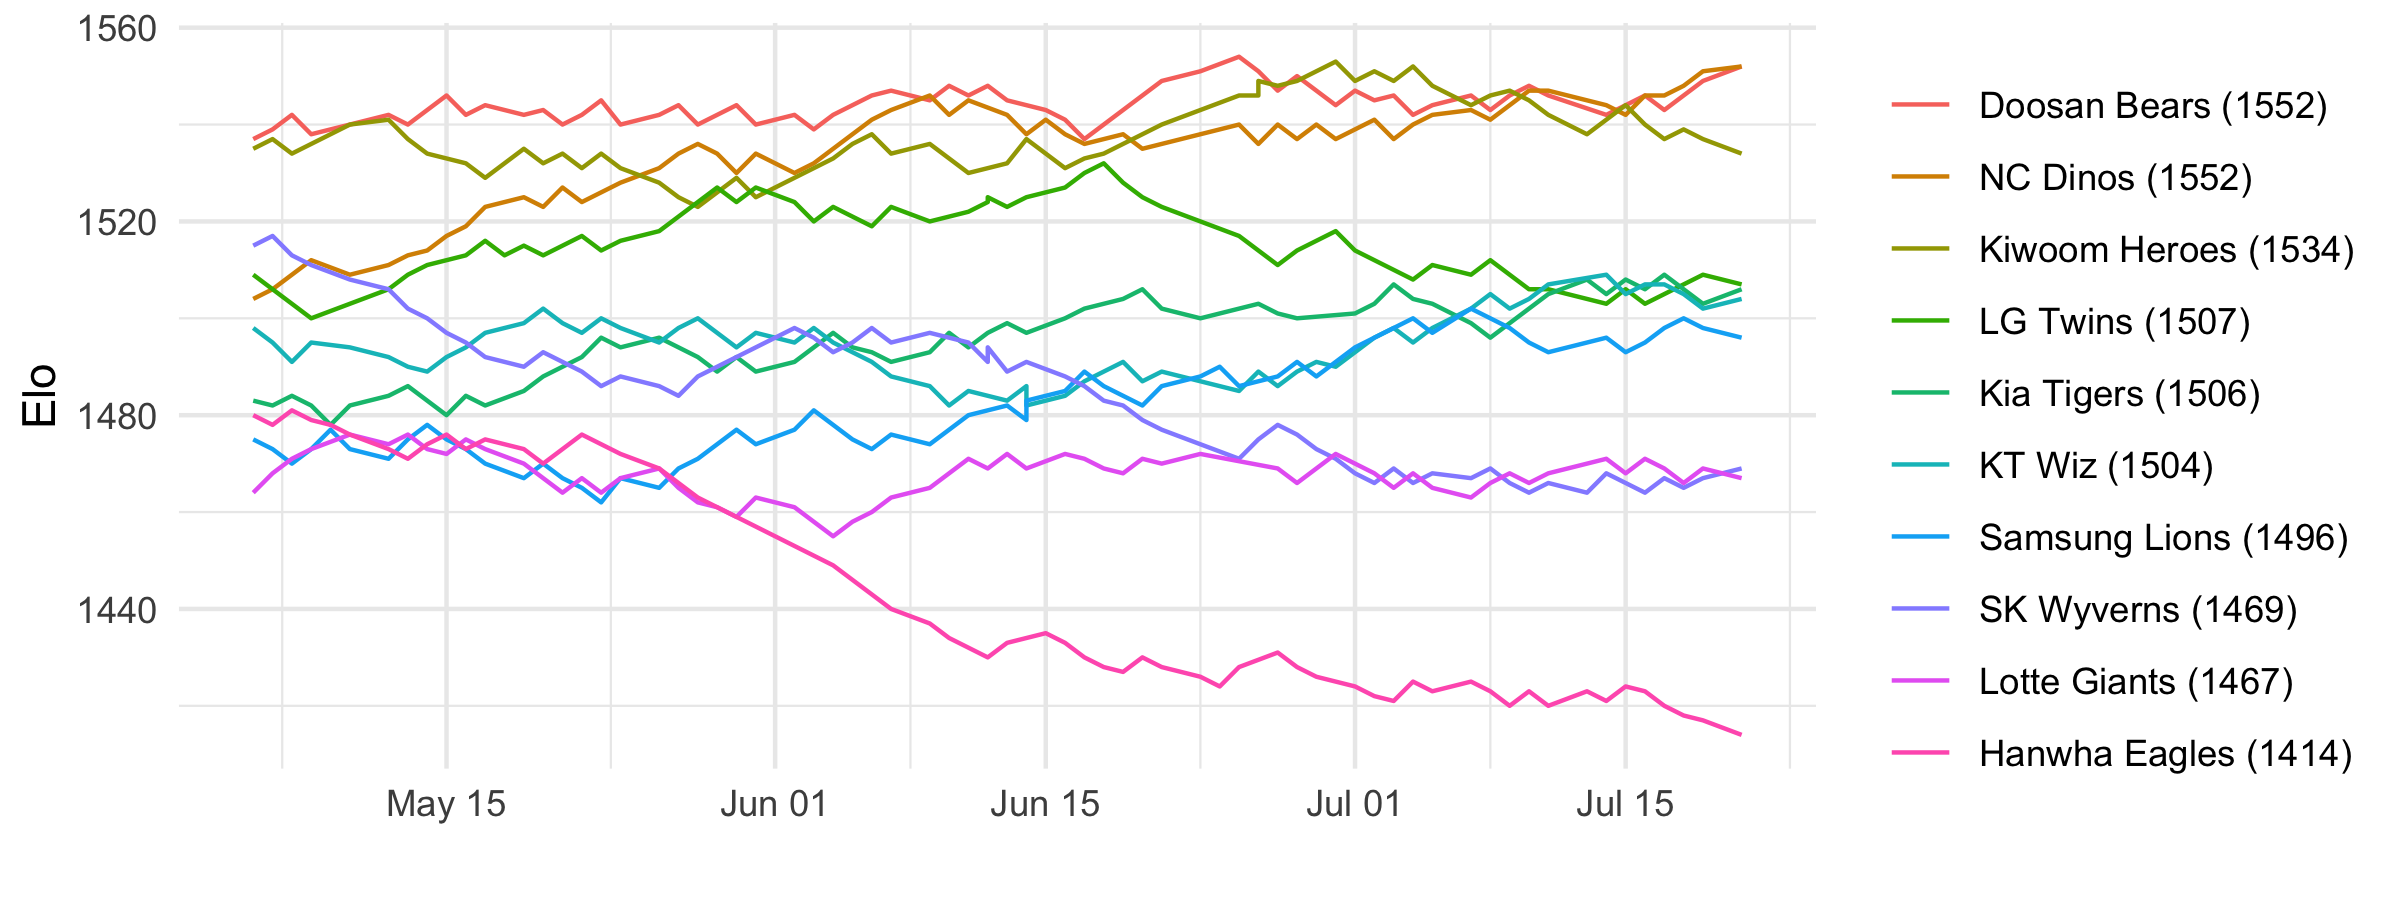 1560
1520
1480
1440
Elo
May 15
Jun 01
Jun 15
Jul 01
Jul 15
Doosan Bears (1552)
NC Dinos (1552)
Kiwoom Heroes (1534)
LG Twins (1507)
Kia Tigers (1506)
KT Wiz (1504)
Samsung Lions (1496)
SK Wyverns (1469)
Lotte Giants (1467)
Hanwha Eagles (1414)